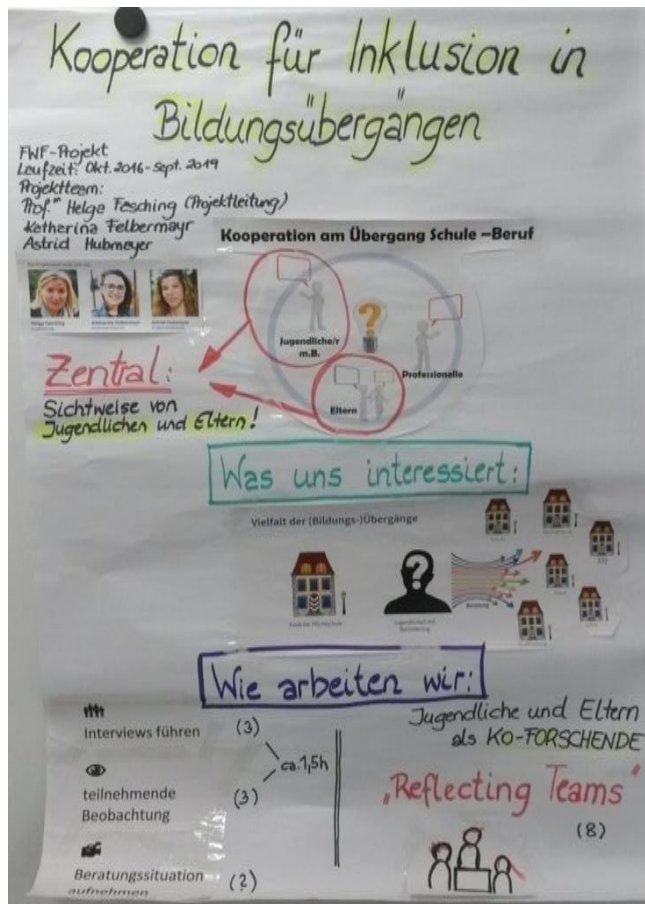 Kooperation für Inklusion in
Bildungsübergängen
FWF-Projekt
Laufzeit: Okt. 2016 - Sept. 2019
Projektteam:
Prof.in Helga Fasching (Projektleitung)
Katharina Felbermayr
Astrid Hubmayer
Kooperation am Übergang Schule –Beruf
Jugendliche/r
m.B.
Professionelle
Eltern
Zentral:
Sichtweise von
Jugendlichen und Eltern!
Was uns interessiert:
Vielfalt der (Bildungs-)Übergänge
Beratung
Wie arbeiten wir:
Interviews führen (3)
ca. 1,5h
teilnehmende
Beobachtung (3)
Beratungssituation
aufnehmen (?)
Jugendliche und Eltern
als KO-FORSCHENDE
„Reflecting Teams"
(8)